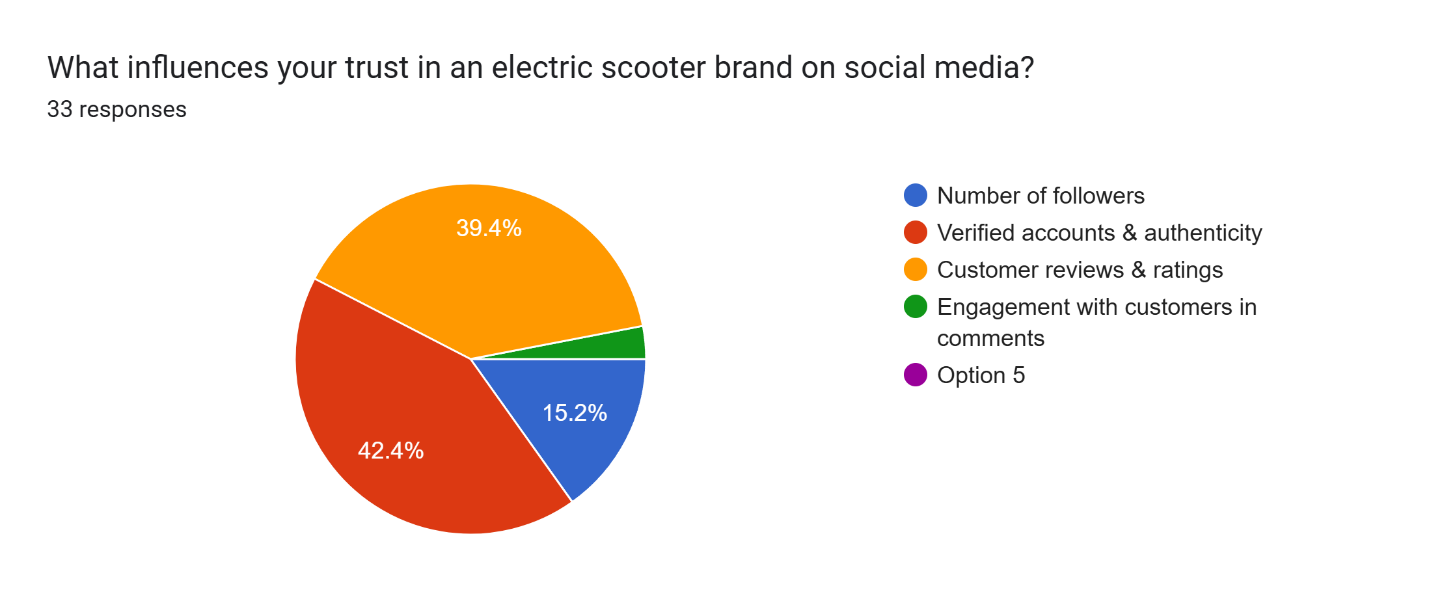 What influences your trust in an electric scooter brand on social media?
33 responses
39.4%
15.2%
42.4%
Number of followers
Verified accounts & authenticity
Customer reviews & ratings
Engagement with customers in
comments
Option 5